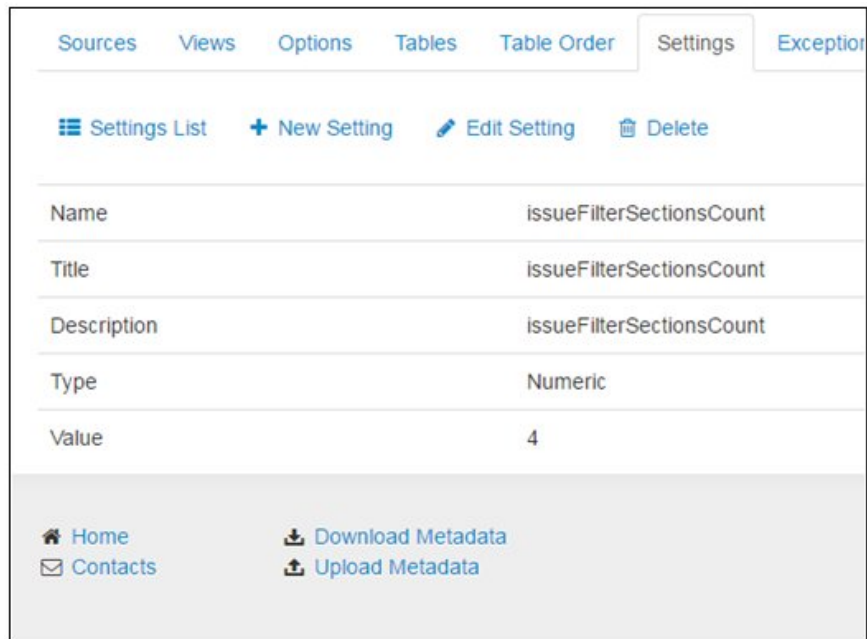 Sources Views Options Tables Table Order Settings Exception
Settings List New Setting Edit Setting Delete
Name issueFilterSectionsCount
Title issueFilterSectionsCount
Description issueFilterSectionsCount
Type Numeric
Value 4
Home Download Metadata
Contacts Upload Metadata